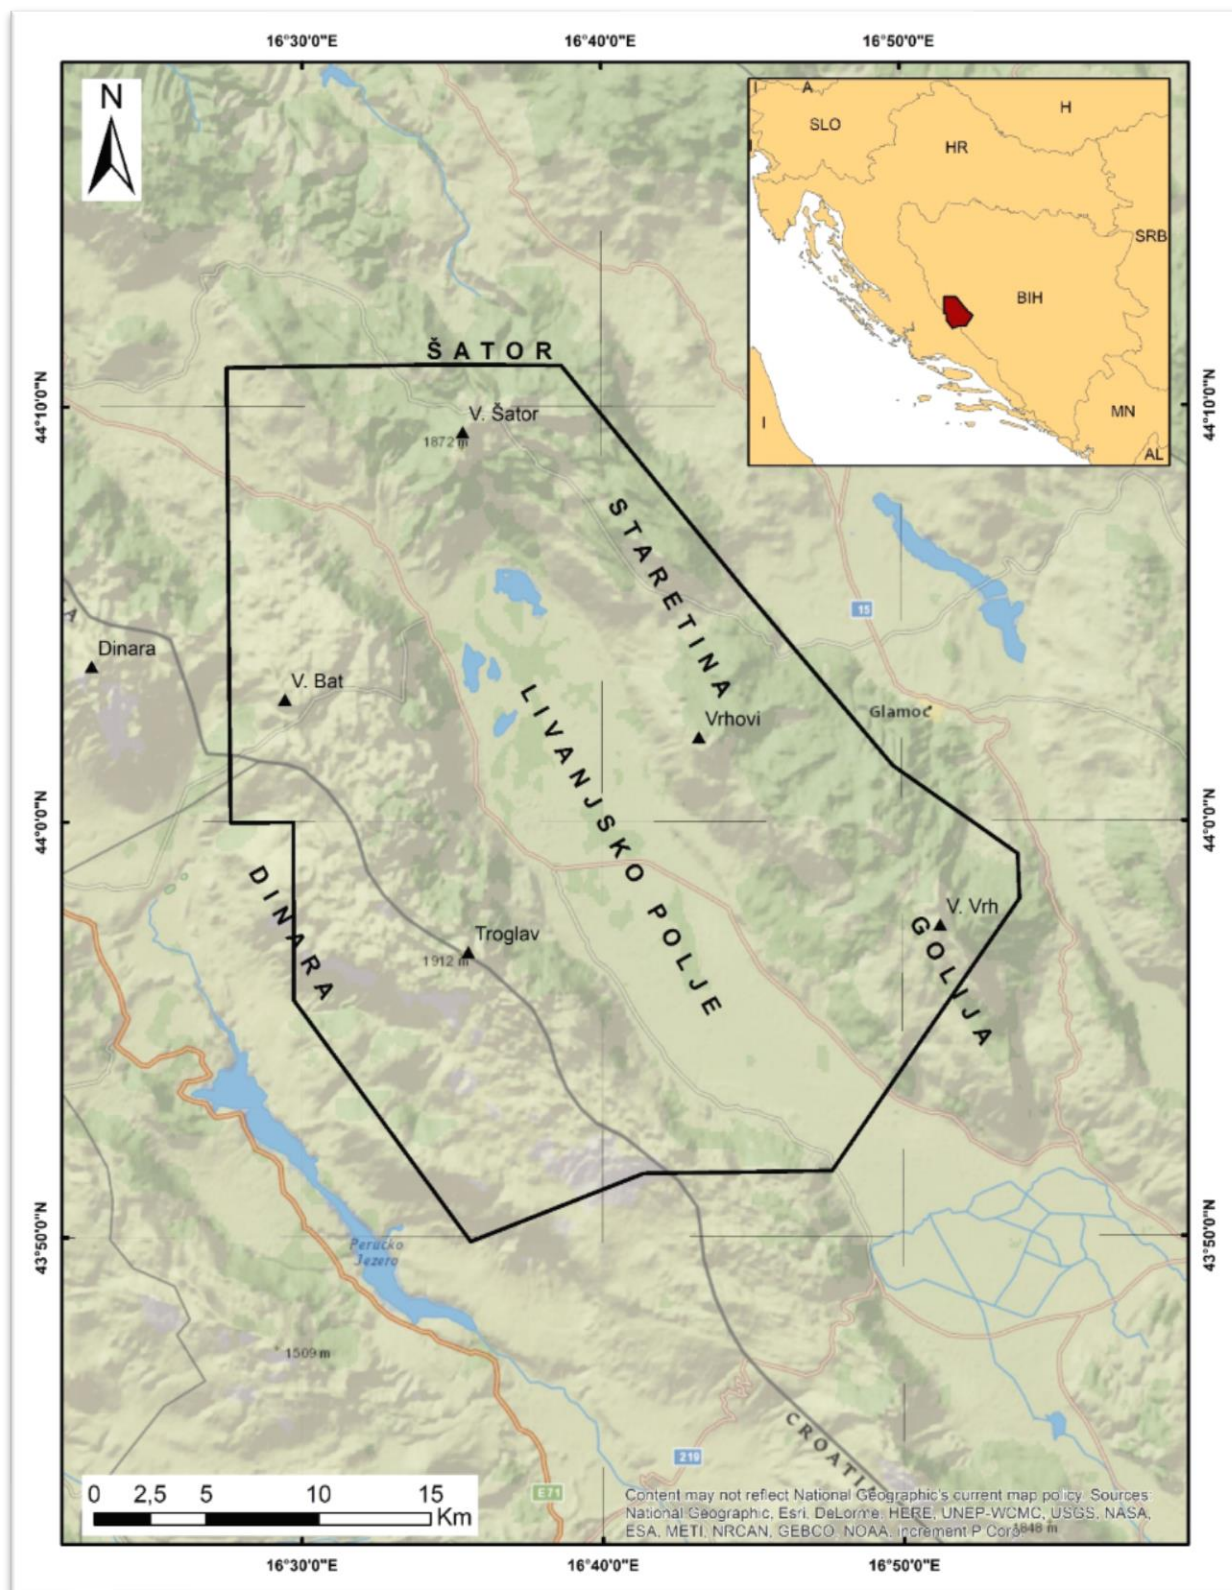 16°30'0"E
16°40'0"E
16°50'0"E
N
I
A
H
SLO
HR
SRB
BIH
MN
I
AL
ŠATOR
44°10'0"N
44°10'0"N
V. Šator
1872 m
STARETINA
15
Dinara
V. Bat
Glamoč
Vrhovi
LIVANJSKO POLJE
44°0'0"N
44°0'0"N
DINARA
V. Vrh
GOLIJA
Troglav
1912 m
43°50'0"N
43°50'0"N
Perućko
Jezero
1509 m
CROATI
219
E71
0 2,5 5 10 15
Km
Content may not reflect National Geographic's current map policy. Sources:
National Geographic, Esri, DeLorme, HERE, UNEP-WCMC, USGS, NASA,
ESA, METI, NRCAN, GEBCO, NOAA, increment P Corp
1848 m
16°30'0"E
16°40'0"E
16°50'0"E